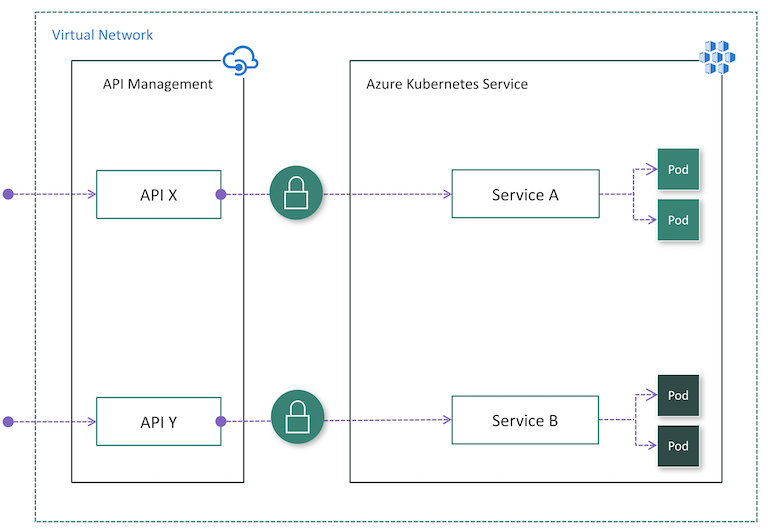 Virtual Network
API Management
Azure Kubernetes Service
API X
Service A
Pod
Pod
API Y
Service B
Pod
Pod